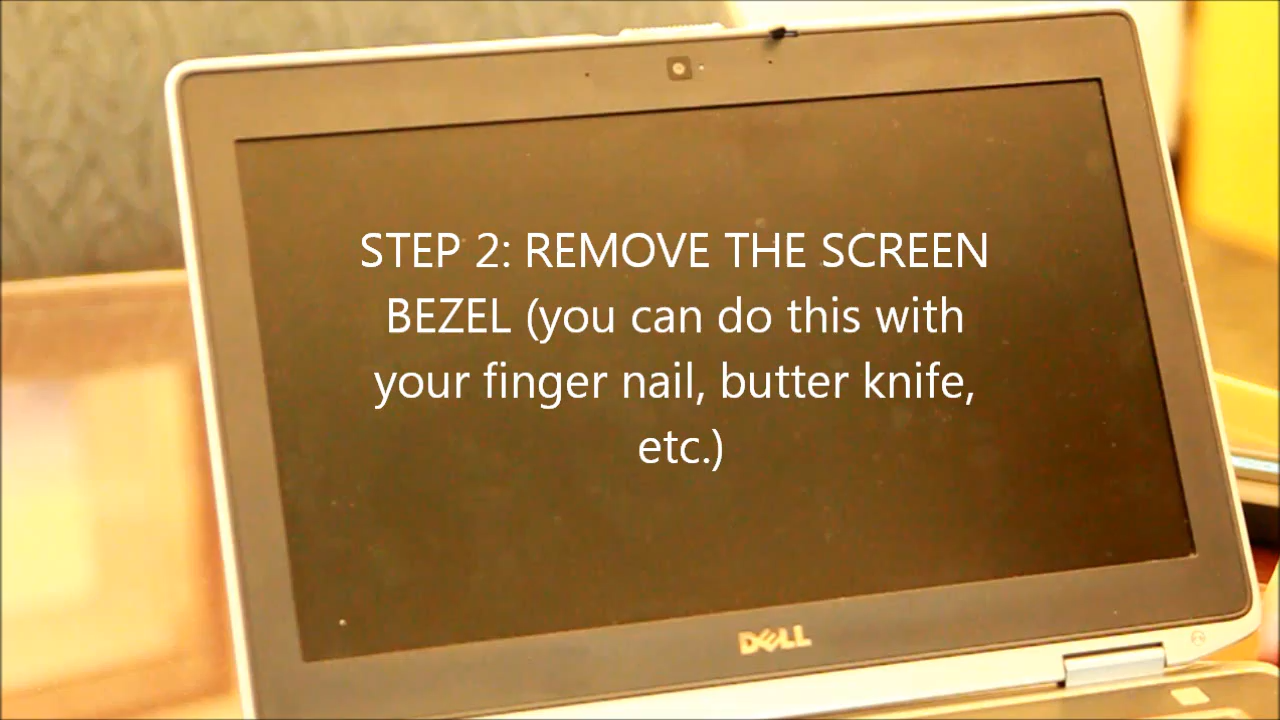 STEP 2: REMOVE THE SCREEN
BEZEL (you can do this with
your finger nail, butter knife,
etc.)
DELL